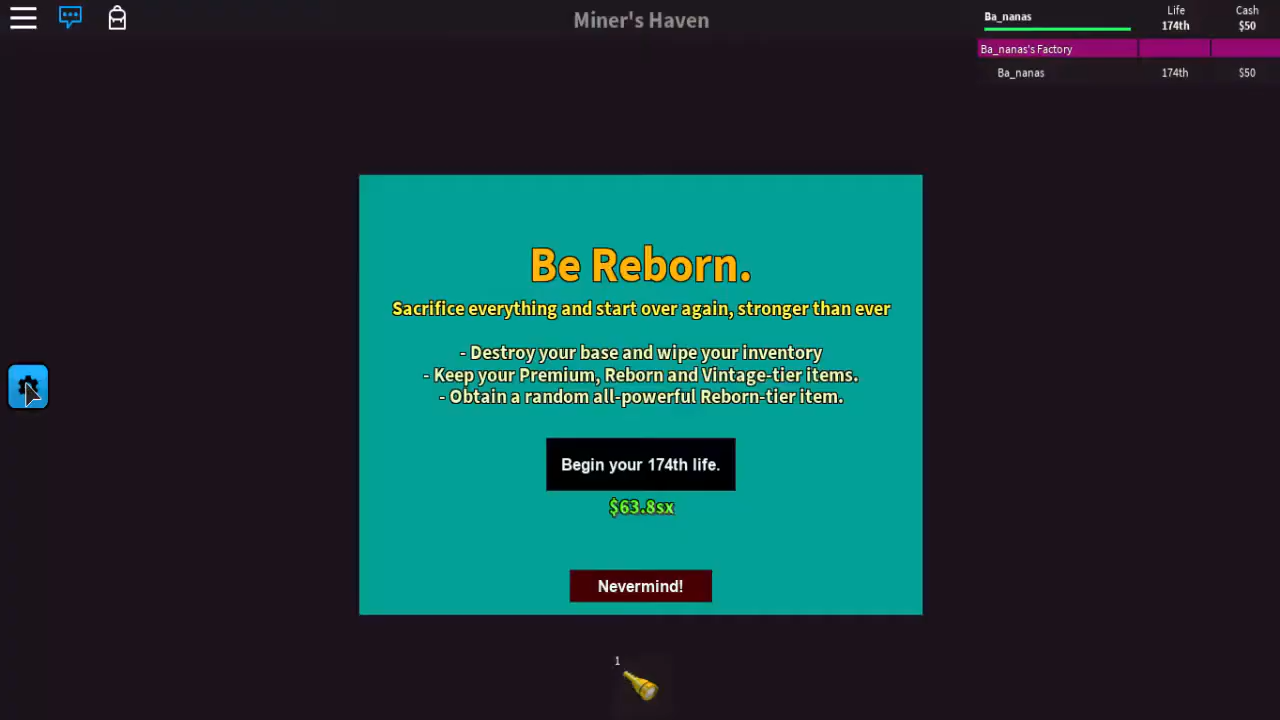 Miner's Haven
Ba_nanas
Life
174th
Cash
$50
Ba_nanas's Factory
Ba_nanas 174th $50
Be Reborn.
Sacrifice everything and start over again, stronger than ever
- Destroy your base and wipe your inventory
- Keep your Premium, Reborn and Vintage-tier items.
- Obtain a random all-powerful Reborn-tier item.
Begin your 174th life.
$63.8sx
Nevermind!
1